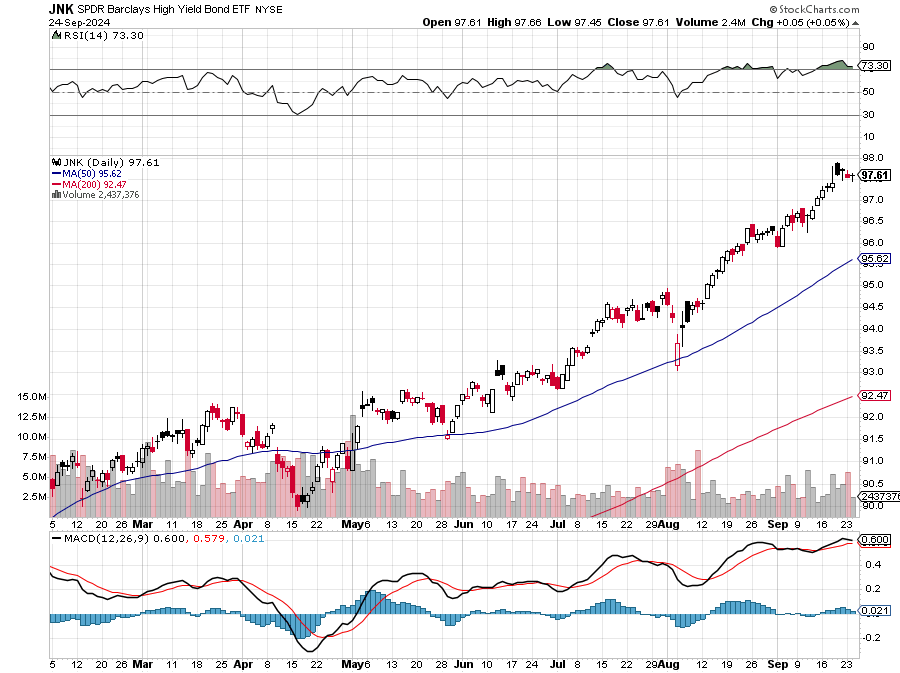 JNK SPDR Barclays High Yield Bond ETF NYSE © StockCharts.com
24-Sep-2024 Open 97.61 High 97.66 Low 97.45 Close 97.61 Volume 2.4M Chg +0.05 (+0.05%)
RSI(14) 73.30
90
73.30
50
30
10
JNK (Daily) 97.61
MA(50) 95.62
MA(200) 92.47
Volume 2,437,376
98.0
97.61
97.0
96.5
96.0
95.62
95.0
94.5
94.0
93.5
93.0
92.47
92.0
91.5
91.0
90.5
2437376
90.0
15.0M
12.5M
10.0M
7.5M
5.0M
2.5M
5 12 20 26 Mar 11 18 25 Apr 8 15 22 May 6 13 20 28 Jun 10 17 24 Jul 8 15 22 29 Aug 12 19 26 Sep 9 16 23
MACD(12,26,9) 0.600, 0.579, 0.021
0.600
0.4
0.2
0.021
-0.2
5 12 20 26 Mar 11 18 25 Apr 8 15 22 May 6 13 20 28 Jun 10 17 24 Jul 8 15 22 29 Aug 12 19 26 Sep 9 16 23